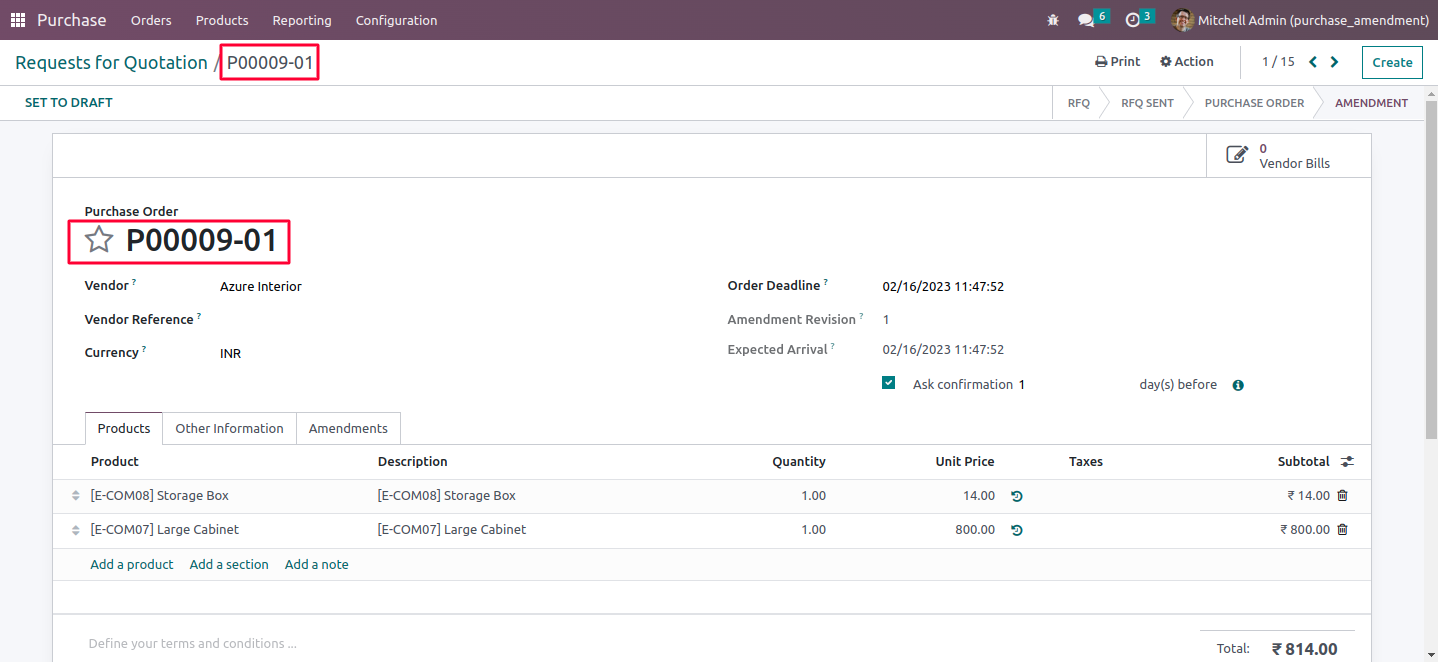 Purchase Orders Products Reporting Configuration 6 3 Mitchell Admin (purchase_amendment)
Requests for Quotation / P00009-01 Print Action 1 / 15 Create
SET TO DRAFT RFQ RFQ SENT PURCHASE ORDER AMENDMENT
0
Vendor Bills
Purchase Order
P00009-01
Vendor ? Azure Interior Order Deadline ? 02/16/2023 11:47:52
Vendor Reference ? Amendment Revision ? 1
Currency ? INR Expected Arrival ? 02/16/2023 11:47:52
Ask confirmation 1 day(s) before
Products Other Information Amendments
Product Description Quantity Unit Price Taxes Subtotal
[E-COM08] Storage Box [E-COM08] Storage Box 1.00 14.00 ₹ 14.00
[E-COM07] Large Cabinet [E-COM07] Large Cabinet 1.00 800.00 ₹ 800.00
Add a product Add a section Add a note
Define your terms and conditions ... Total: ₹ 814.00